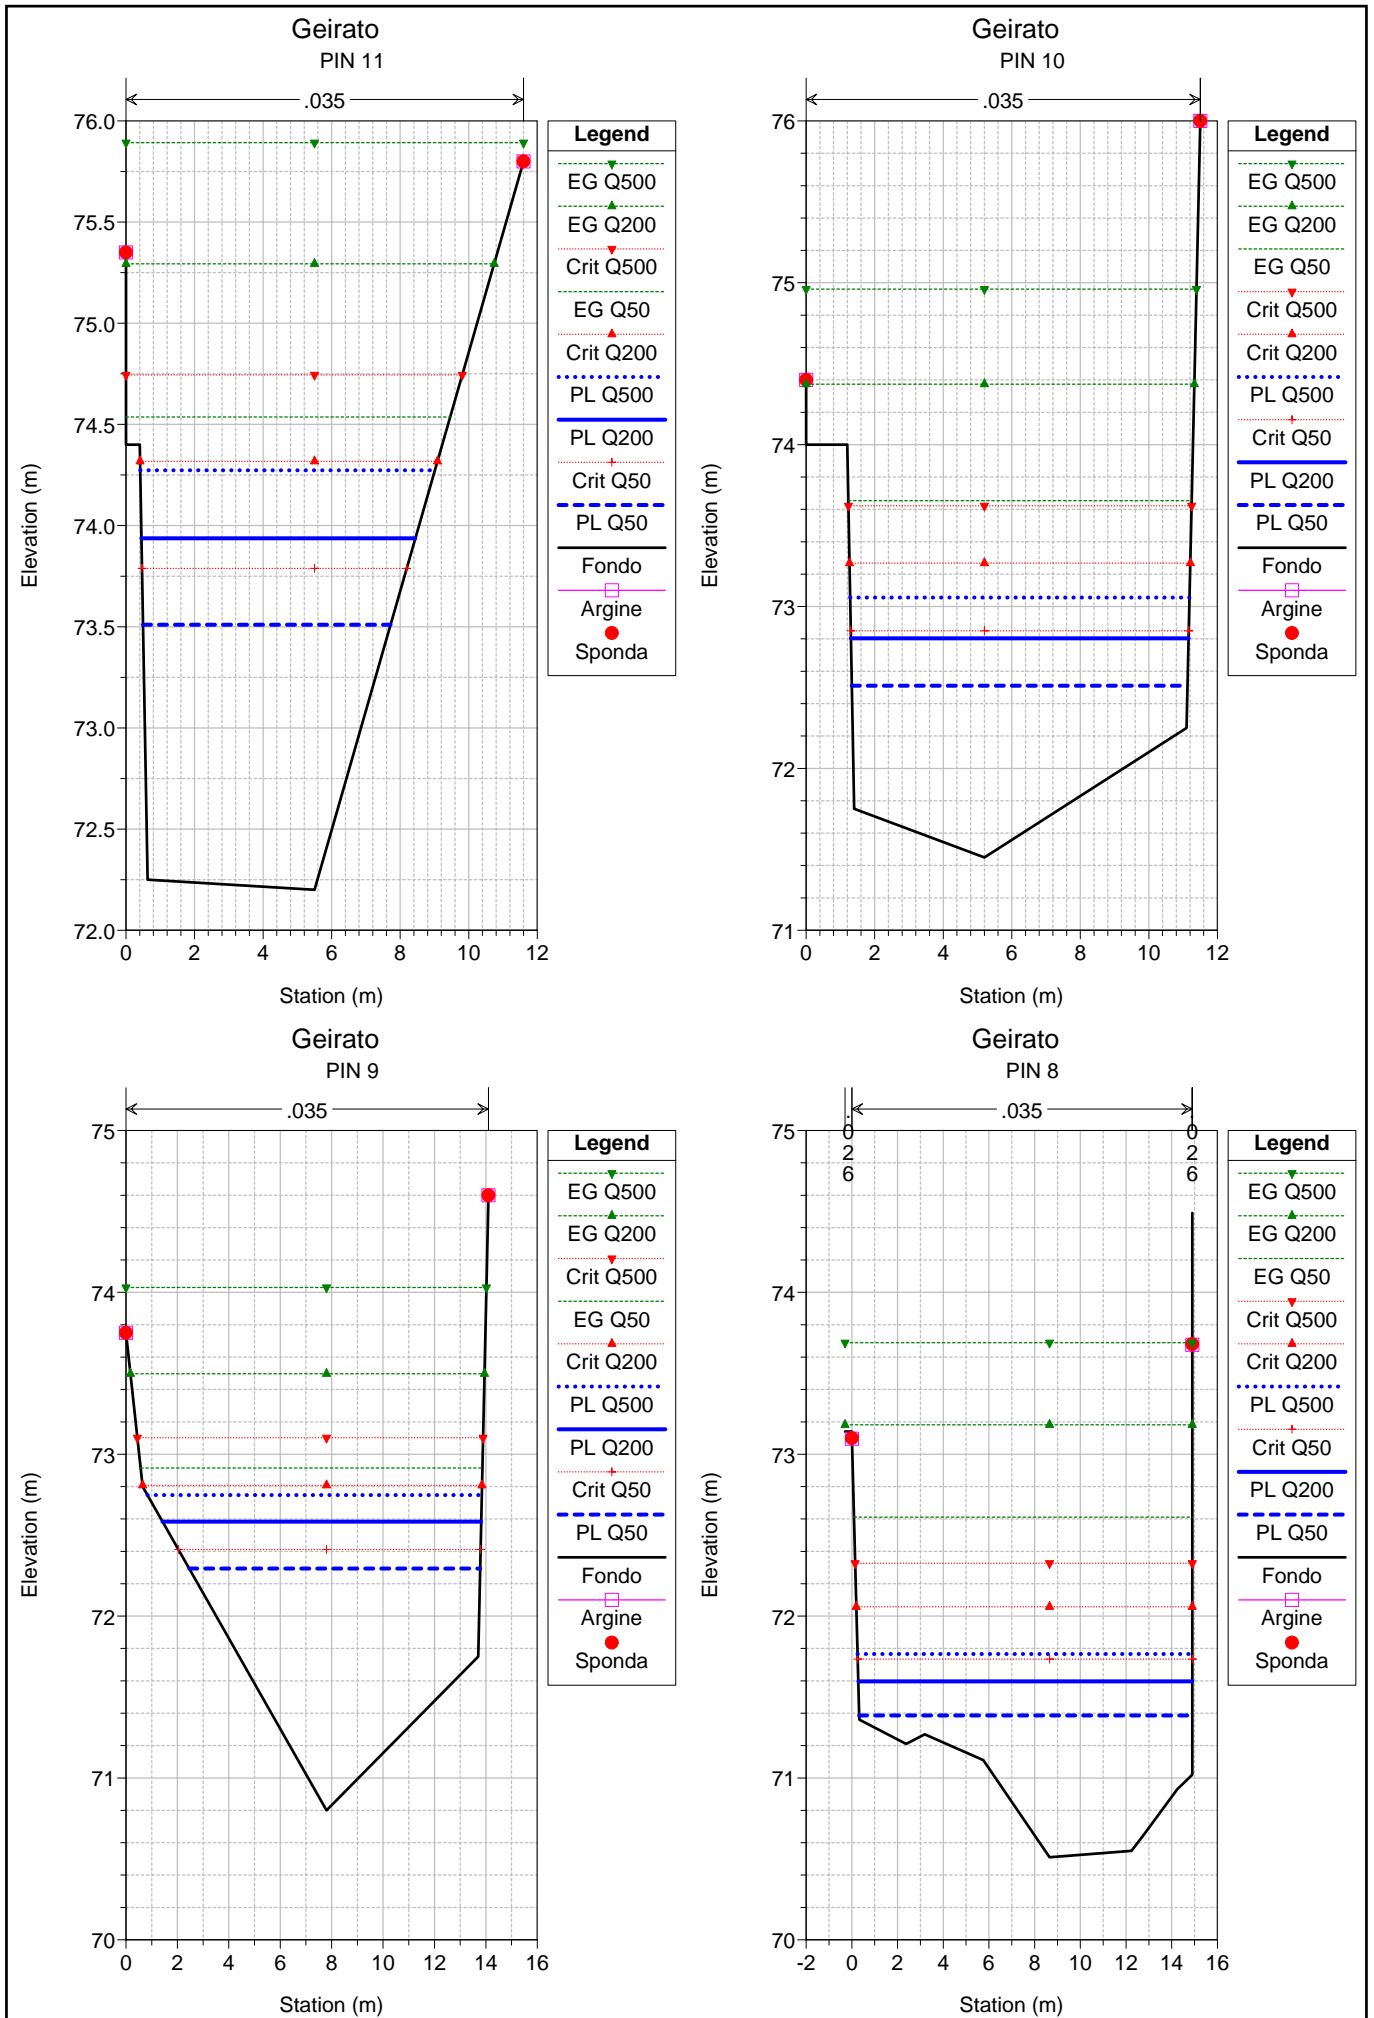 Geirato
PIN 11
.035
76.0
75.5
75.0
74.5
74.0
73.5
73.0
72.5
72.0
0 2 4 6 8 10 12
Elevation (m)
Station (m)
Legend
EG Q500
EG Q200
Crit Q500
EG Q50
Crit Q200
PL Q500
PL Q200
Crit Q50
PL Q50
Fondo
Argine
Sponda
Geirato
PIN 10
.035
76
75
74
73
72
71
0 2 4 6 8 10 12
Elevation (m)
Station (m)
Legend
EG Q500
EG Q200
EG Q50
Crit Q500
Crit Q200
PL Q500
Crit Q50
PL Q200
PL Q50
Fondo
Argine
Sponda
Geirato
PIN 9
.035
75
74
73
72
71
70
0 2 4 6 8 10 12 14 16
Elevation (m)
Station (m)
Legend
EG Q500
EG Q200
Crit Q500
EG Q50
Crit Q200
PL Q500
PL Q200
Crit Q50
PL Q50
Fondo
Argine
Sponda
Geirato
PIN 8
.026
.035
.026
75
74
73
72
71
70
-2 0 2 4 6 8 10 12 14 16
Elevation (m)
Station (m)
Legend
EG Q500
EG Q200
EG Q50
Crit Q500
Crit Q200
PL Q500
Crit Q50
PL Q200
PL Q50
Fondo
Argine
Sponda